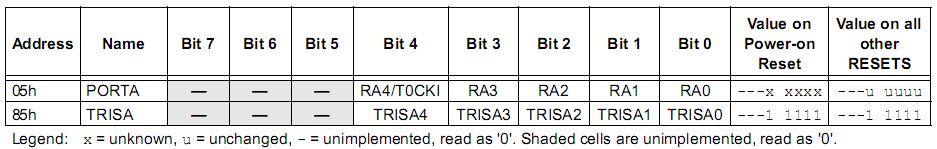 Address Name Bit 7 Bit 6 Bit 5 Bit 4 Bit 3 Bit 2 Bit 1 Bit 0 Value on Power-on Reset Value on all other RESETS
05h PORTA — — — RA4/T0CKI RA3 RA2 RA1 RA0 ---x xxxx ---u uuuu
85h TRISA — — — TRISA4 TRISA3 TRISA2 TRISA1 TRISA0 ---1 1111 ---1 1111
Legend: x = unknown, u = unchanged, - = unimplemented, read as '0'. Shaded cells are unimplemented, read as '0'.